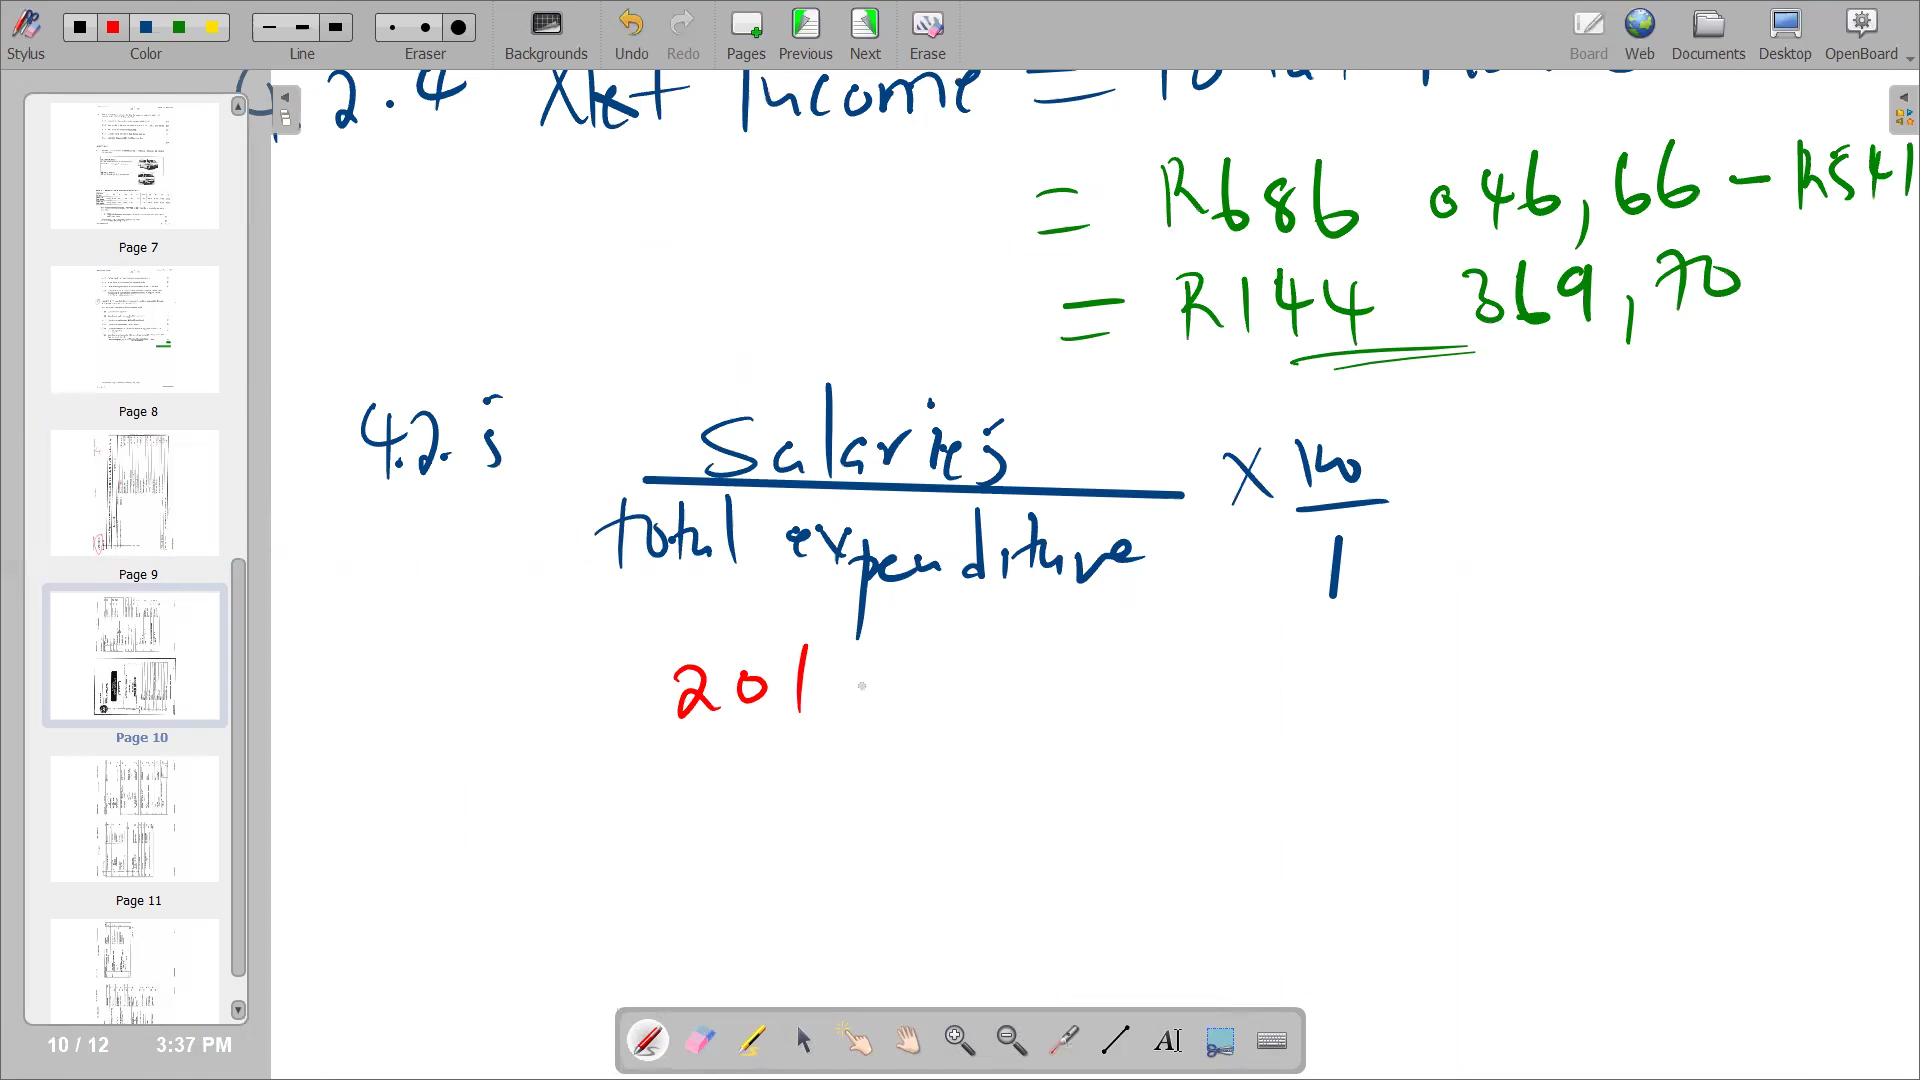 Stylus Color Line Eraser Backgrounds Undo Redo Pages Previous Next Erase Board Web Documents Desktop OpenBoard
2.4 Net Income =
= R686 046,66 - R541
= R144 369,70
4.2.5 Salaries × 100
total expenditure 1
201
Page 7
Page 8
Page 9
Page 10
Page 11
10 / 12 3:37 PM